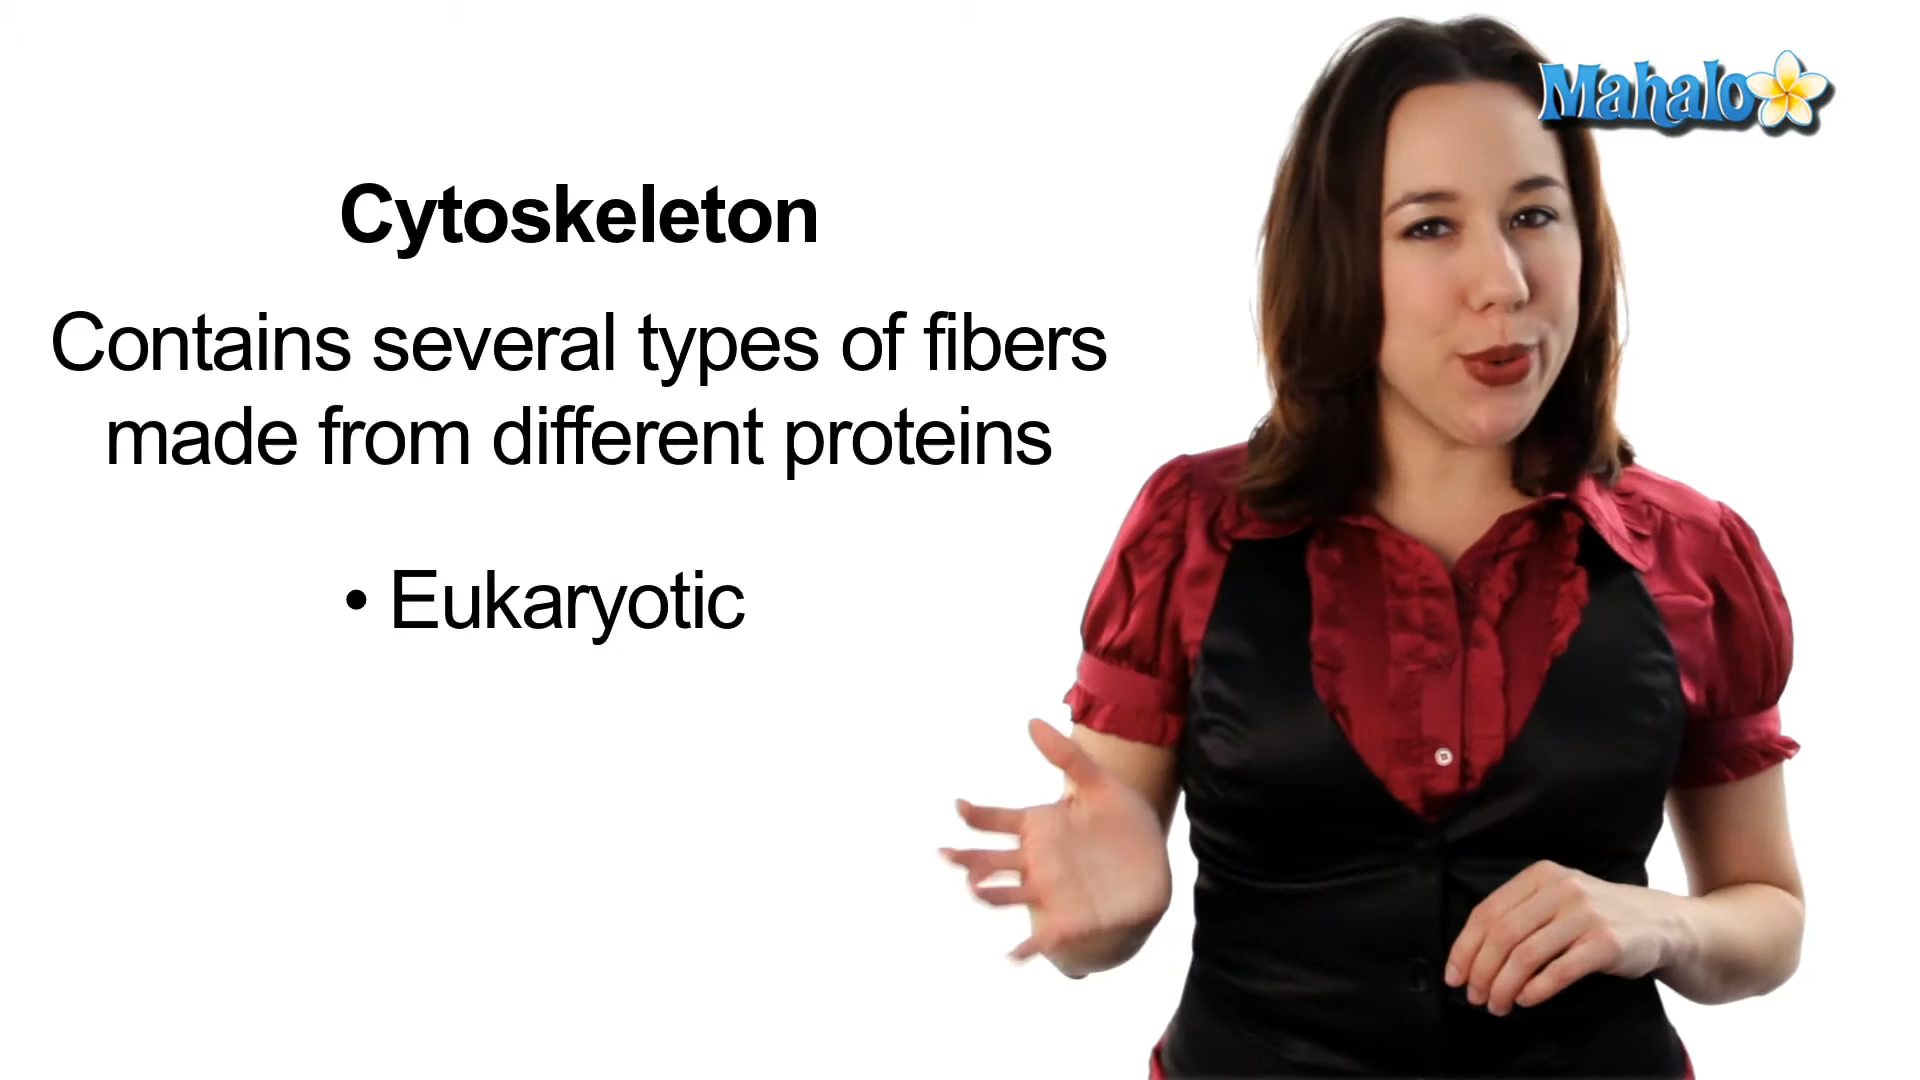 Mahalo
Cytoskeleton
Contains several types of fibers
made from different proteins
• Eukaryotic